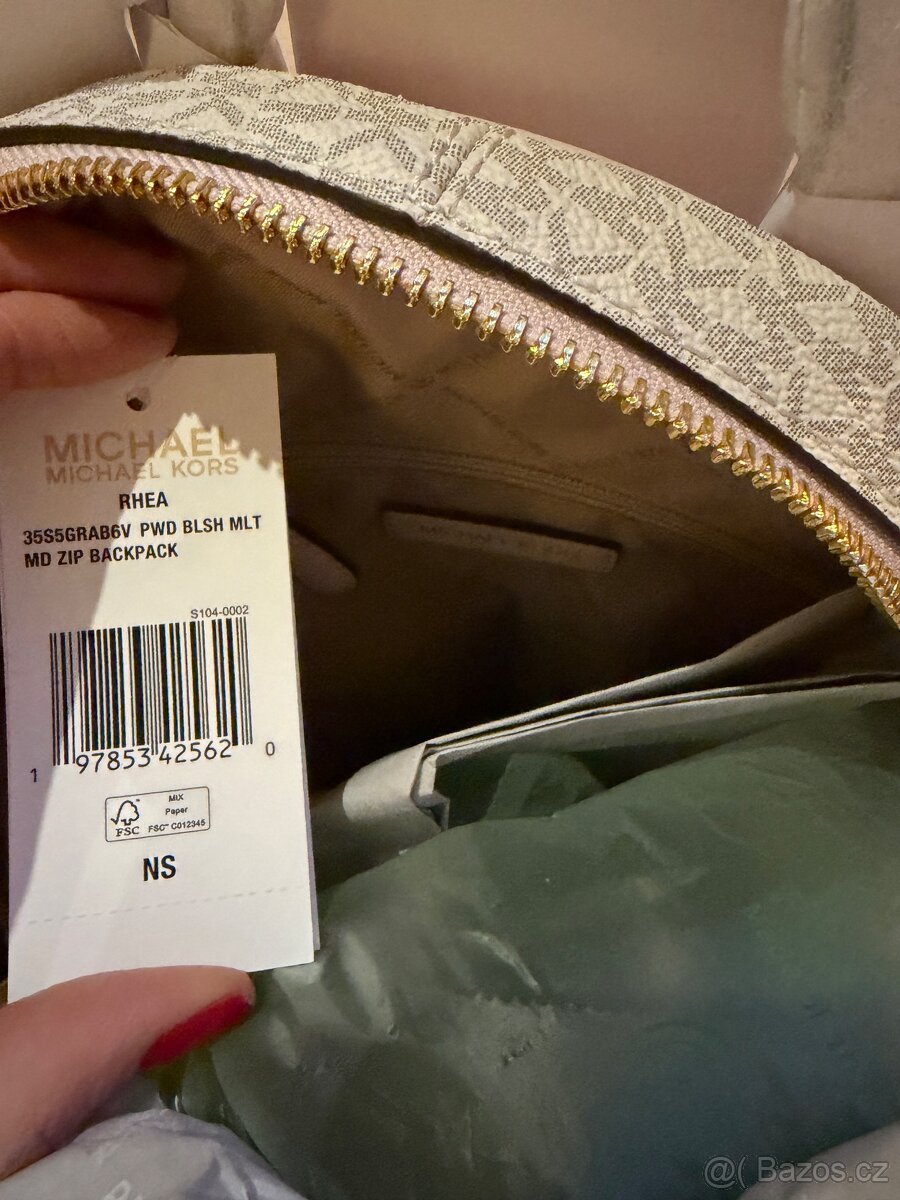 MICHAEL
MICHAEL KORS
RHEA
35S5GRAB6V PWD BLSH MLT
MD ZIP BACKPACK
S104-0002
1 97853 42562 0
MIX
Paper
FSC
FSC™ C012345
NS
@( Bazos.cz